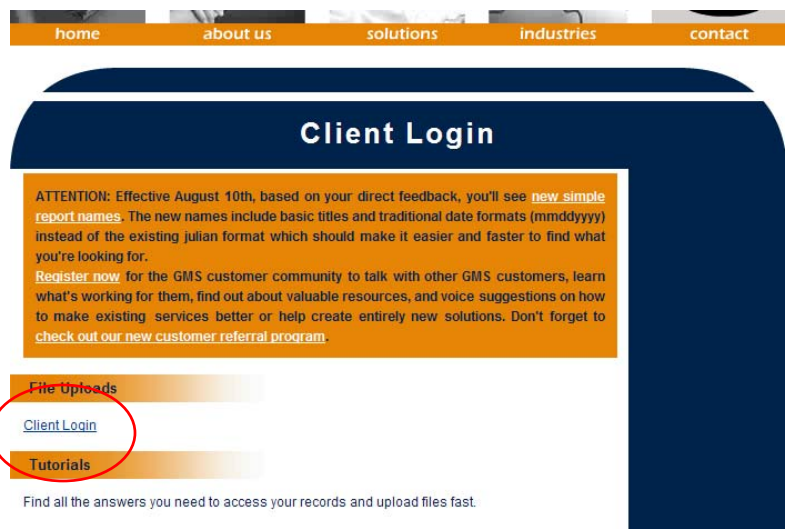 home about us solutions industries contact
Client Login
ATTENTION: Effective August 10th, based on your direct feedback, you'll see new simple
report names. The new names include basic titles and traditional date formats (mmddyyyy)
instead of the existing julian format which should make it easier and faster to find what
you're looking for.
Register now for the GMS customer community to talk with other GMS customers, learn
what's working for them, find out about valuable resources, and voice suggestions on how
to make existing services better or help create entirely new solutions. Don't forget to
check out our new customer referral program.
File Uploads
Client Login
Tutorials
Find all the answers you need to access your records and upload files fast.